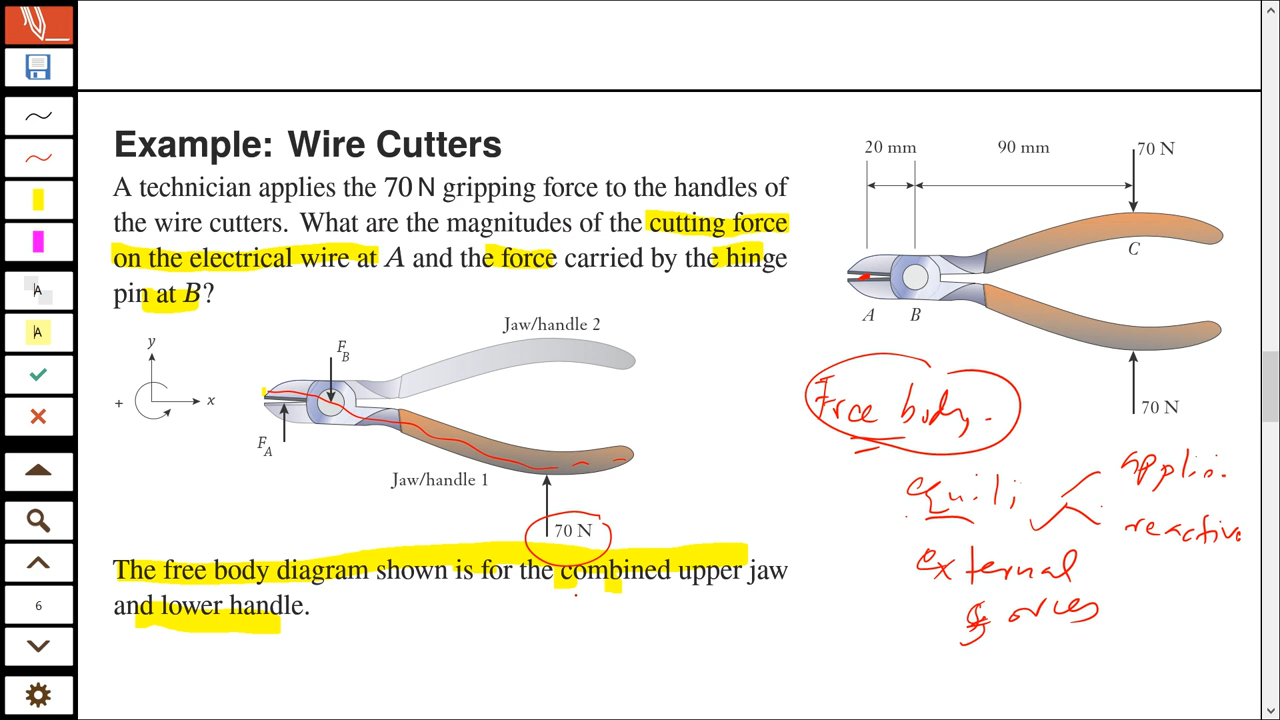 Example: Wire Cutters
A technician applies the 70 N gripping force to the handles of
the wire cutters. What are the magnitudes of the cutting force
on the electrical wire at A and the force carried by the hinge
pin at B?
Jaw/handle 2
y
F_B
+
x
F_A
Jaw/handle 1
70 N
The free body diagram shown is for the combined upper jaw
and lower handle.
20 mm
90 mm
70 N
C
A
B
70 N
Free body.
equili
applis.
reactive
external
forces
A
A
6